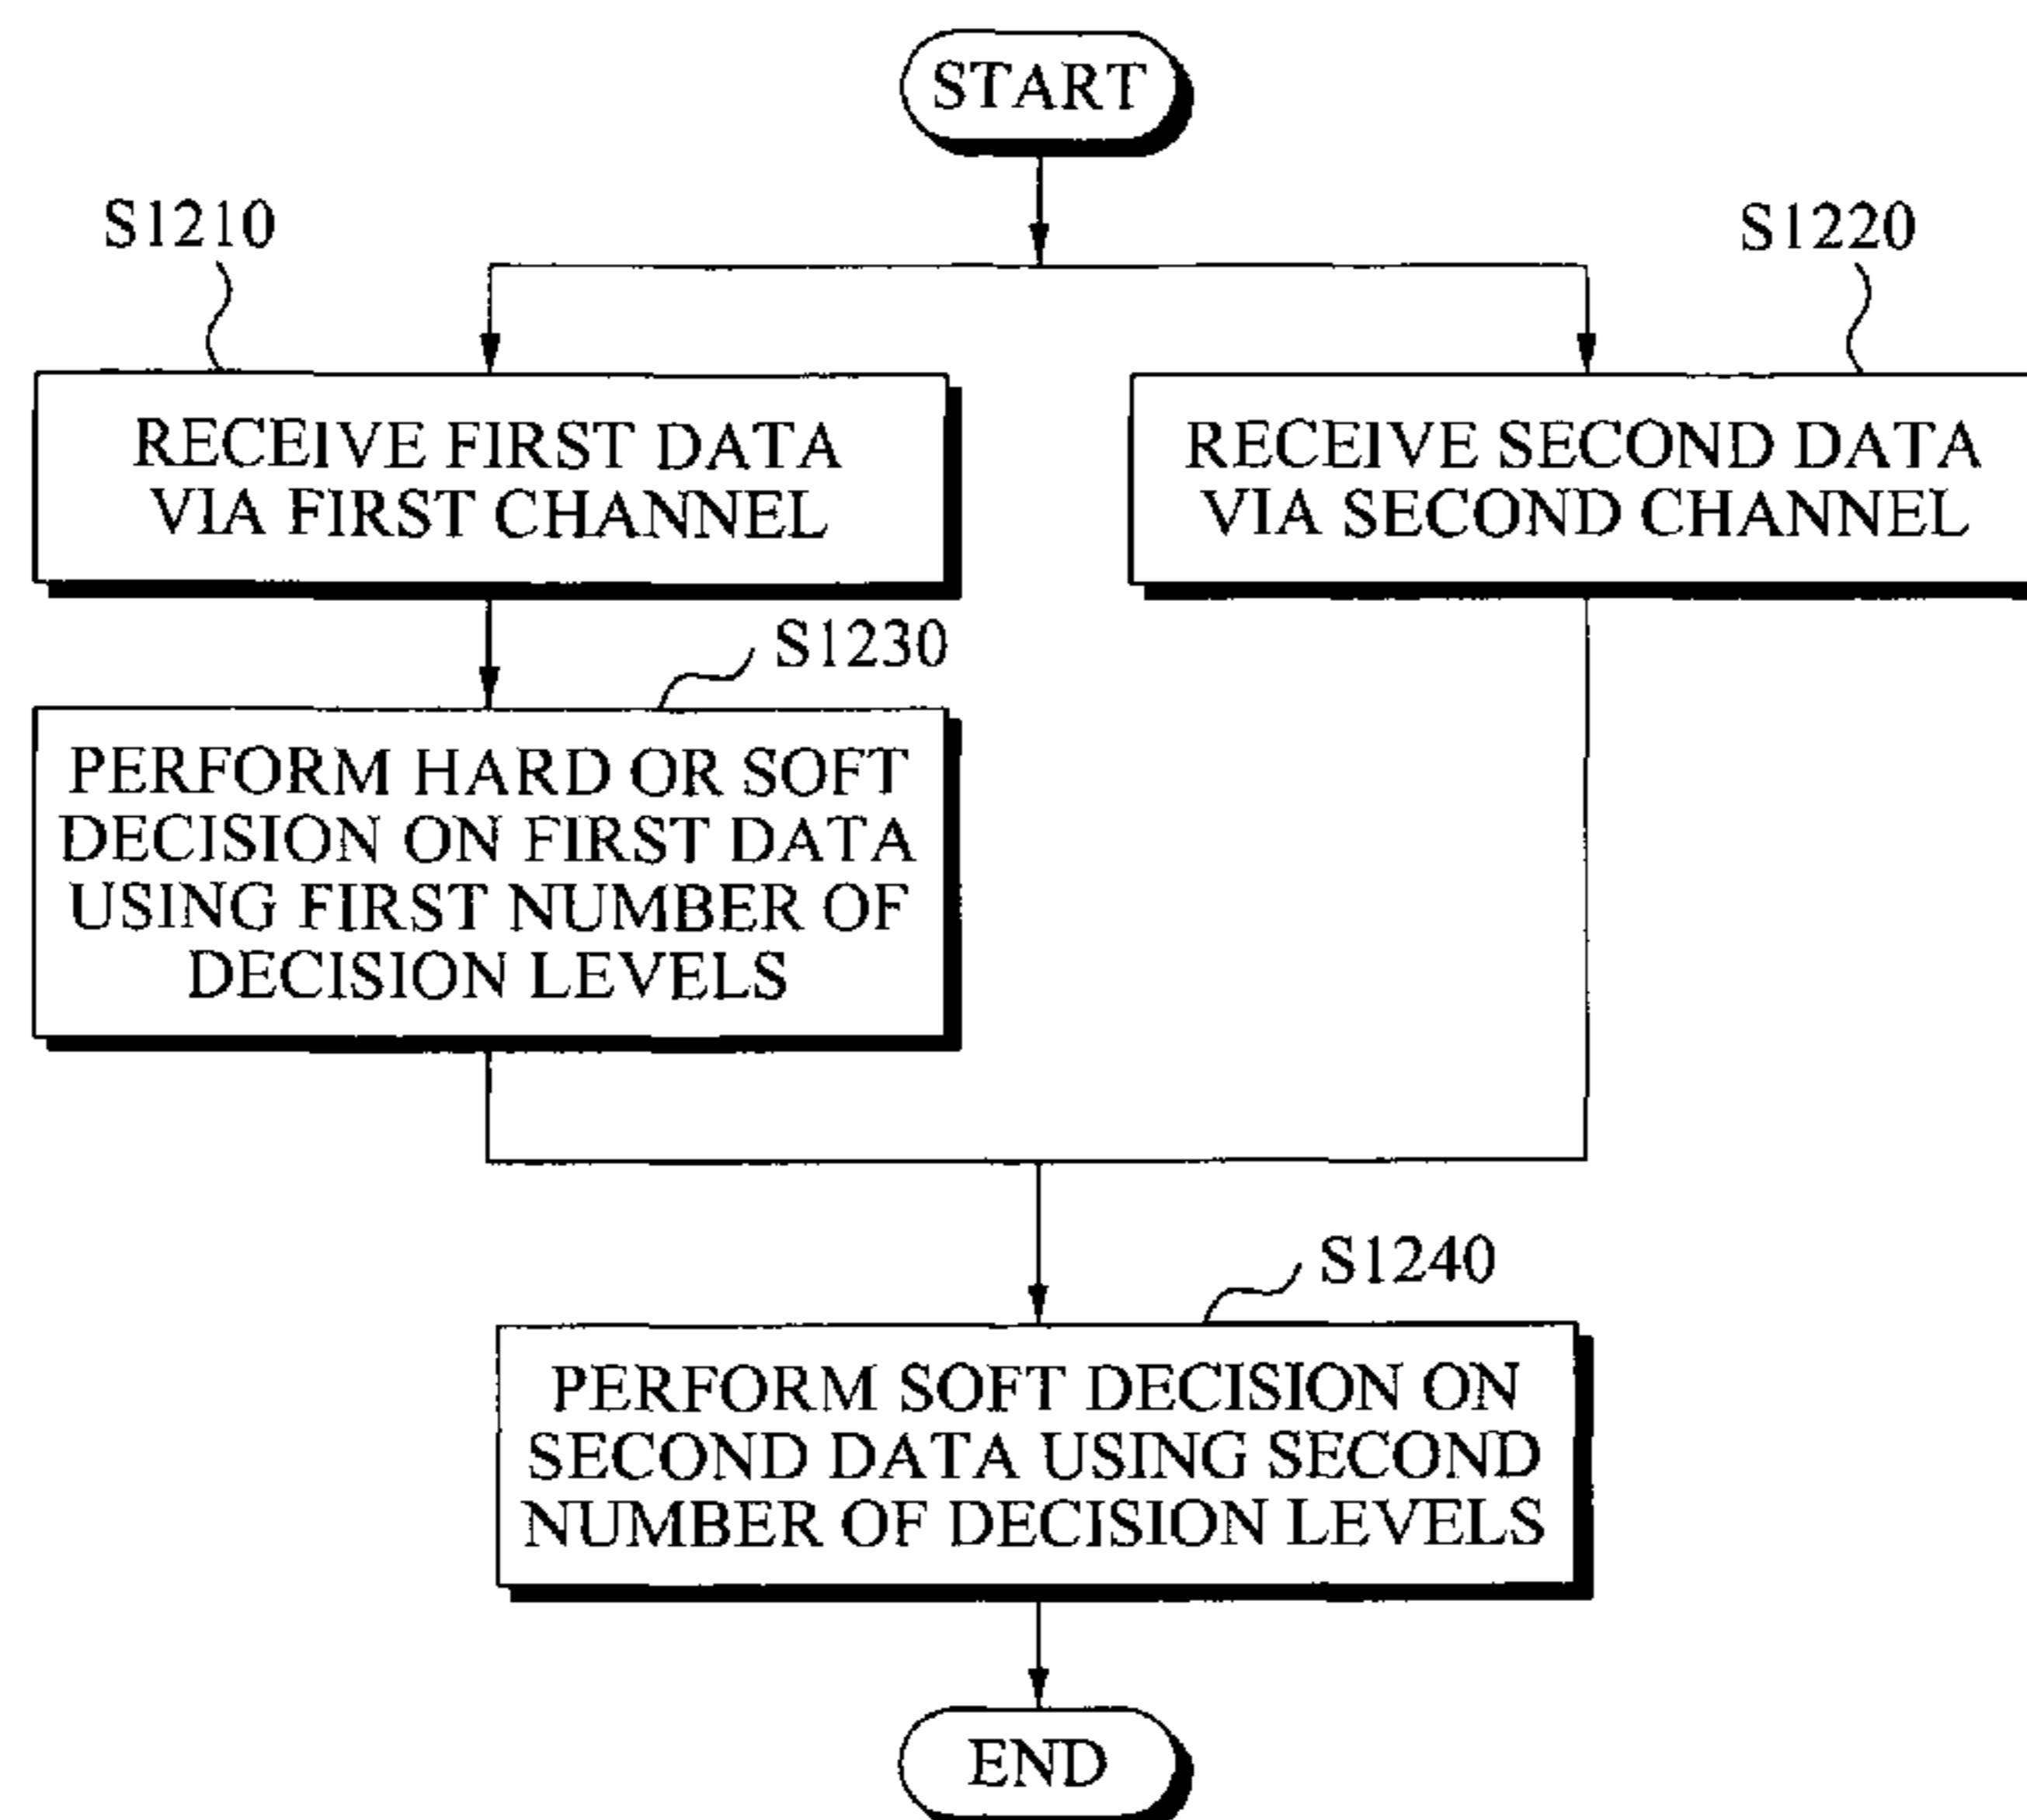 START
S1210
S1220
RECEIVE FIRST DATA
VIA FIRST CHANNEL
RECEIVE SECOND DATA
VIA SECOND CHANNEL
S1230
PERFORM HARD OR SOFT
DECISION ON FIRST DATA
USING FIRST NUMBER OF
DECISION LEVELS
S1240
PERFORM SOFT DECISION ON
SECOND DATA USING SECOND
NUMBER OF DECISION LEVELS
END